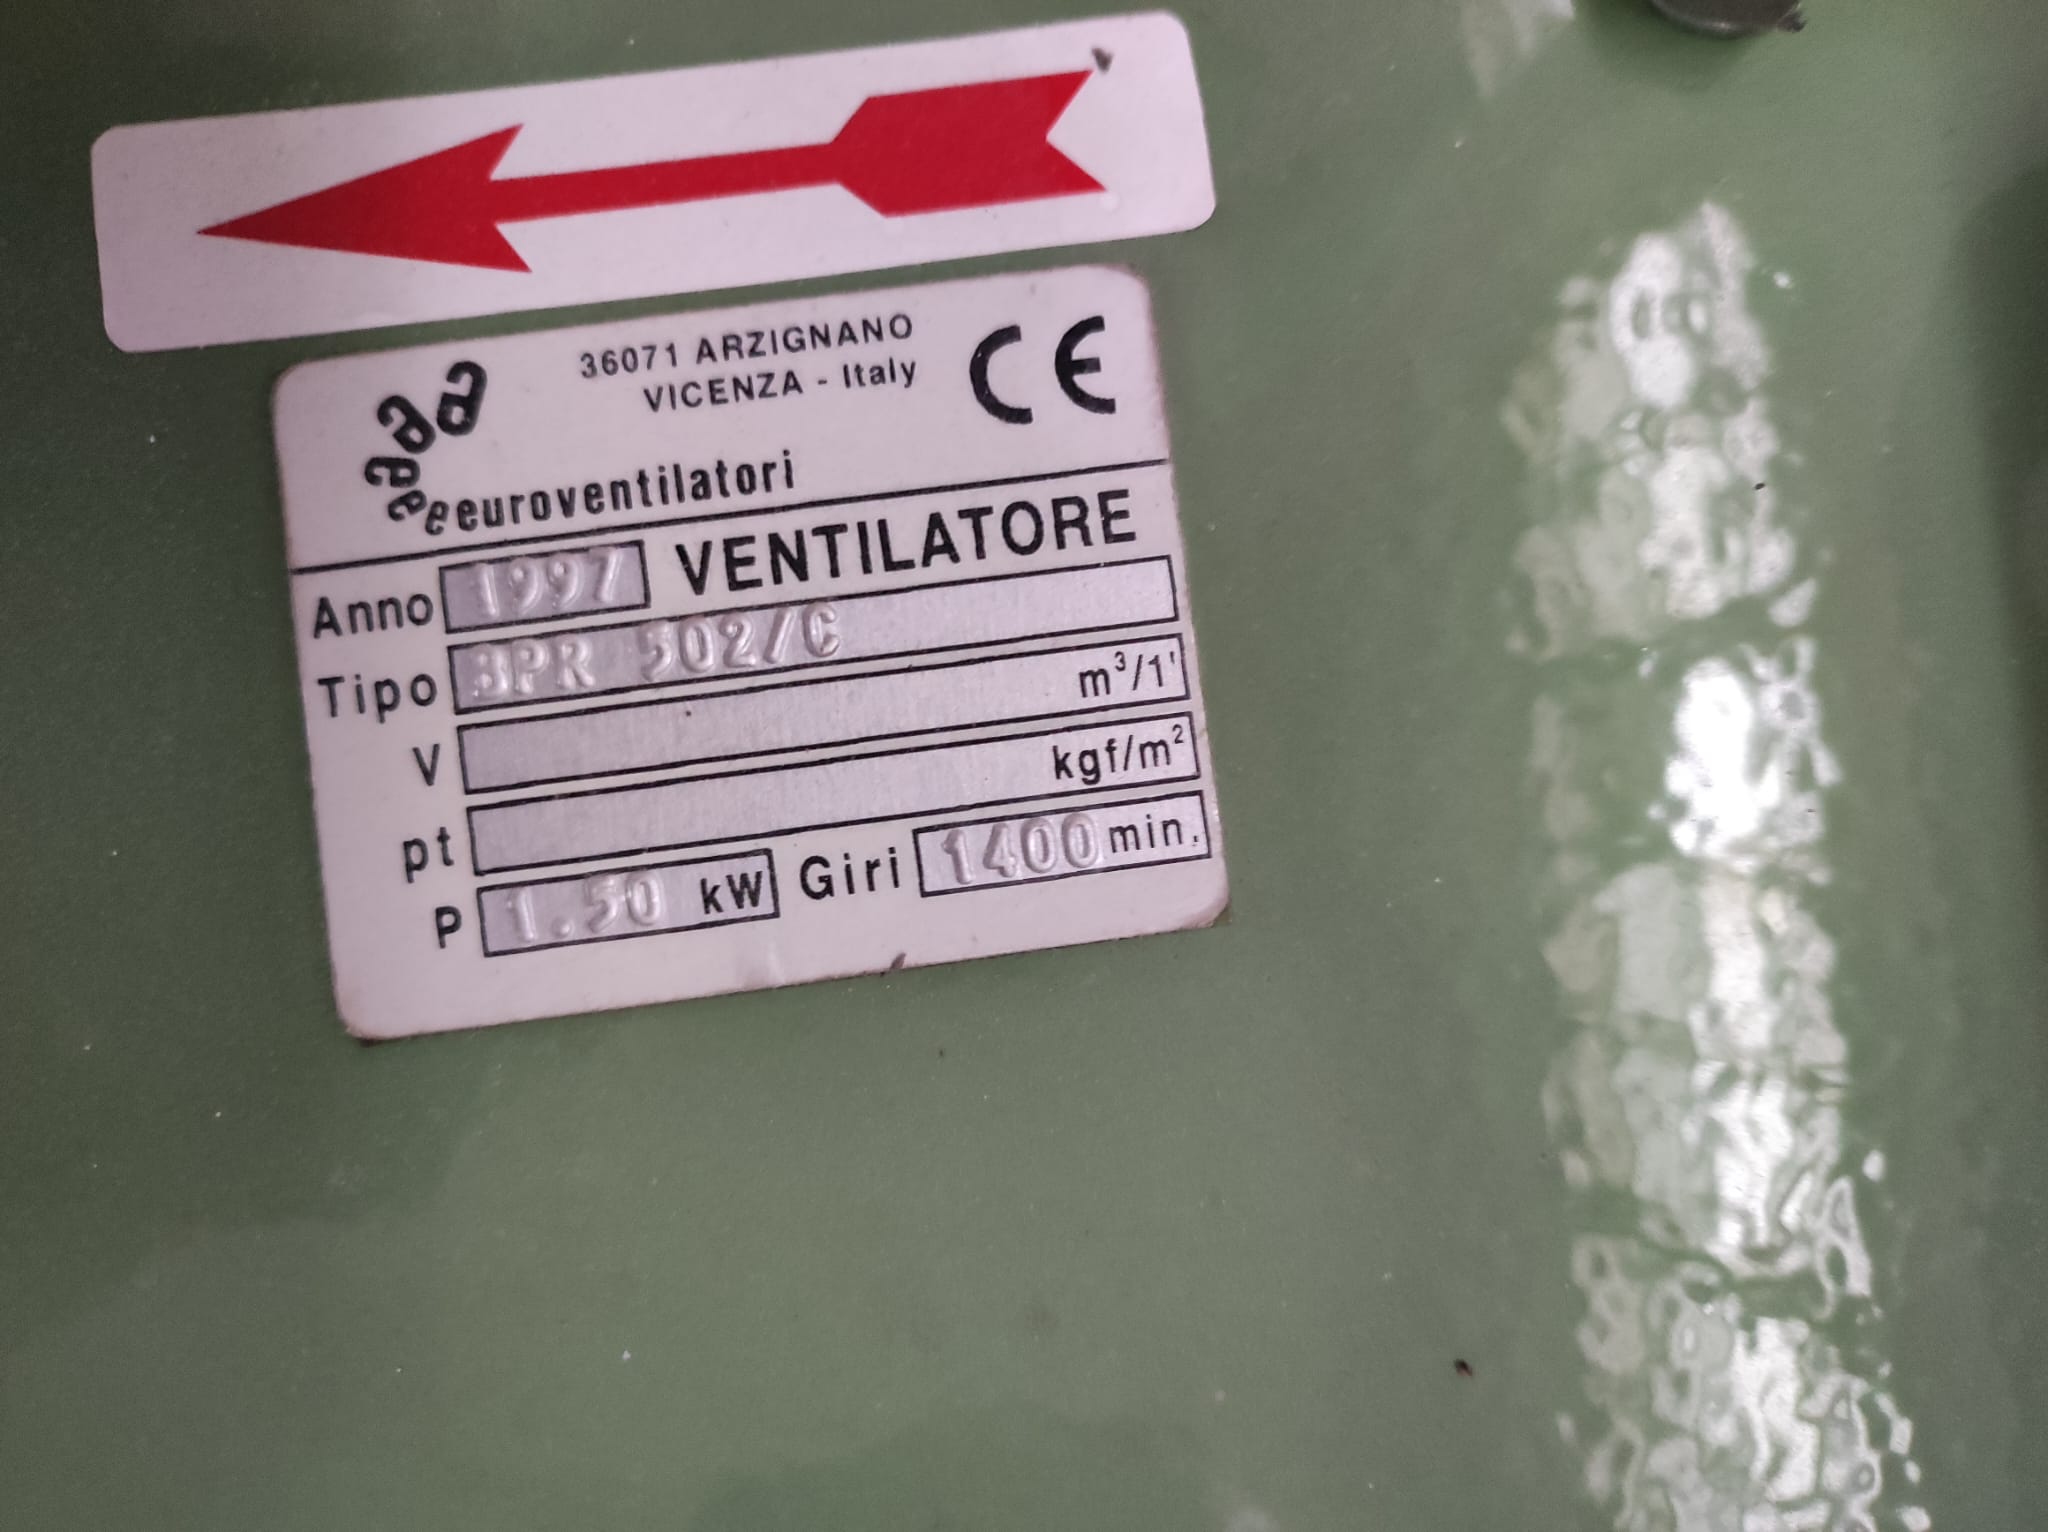 36071 ARZIGNANO
VICENZA - Italy
CE
euroventilatori
Anno 1997 VENTILATORE
Tipo BPR 502/C
V m³/1'
pt kgf/m²
P 1.50 kW Giri 1400 min.